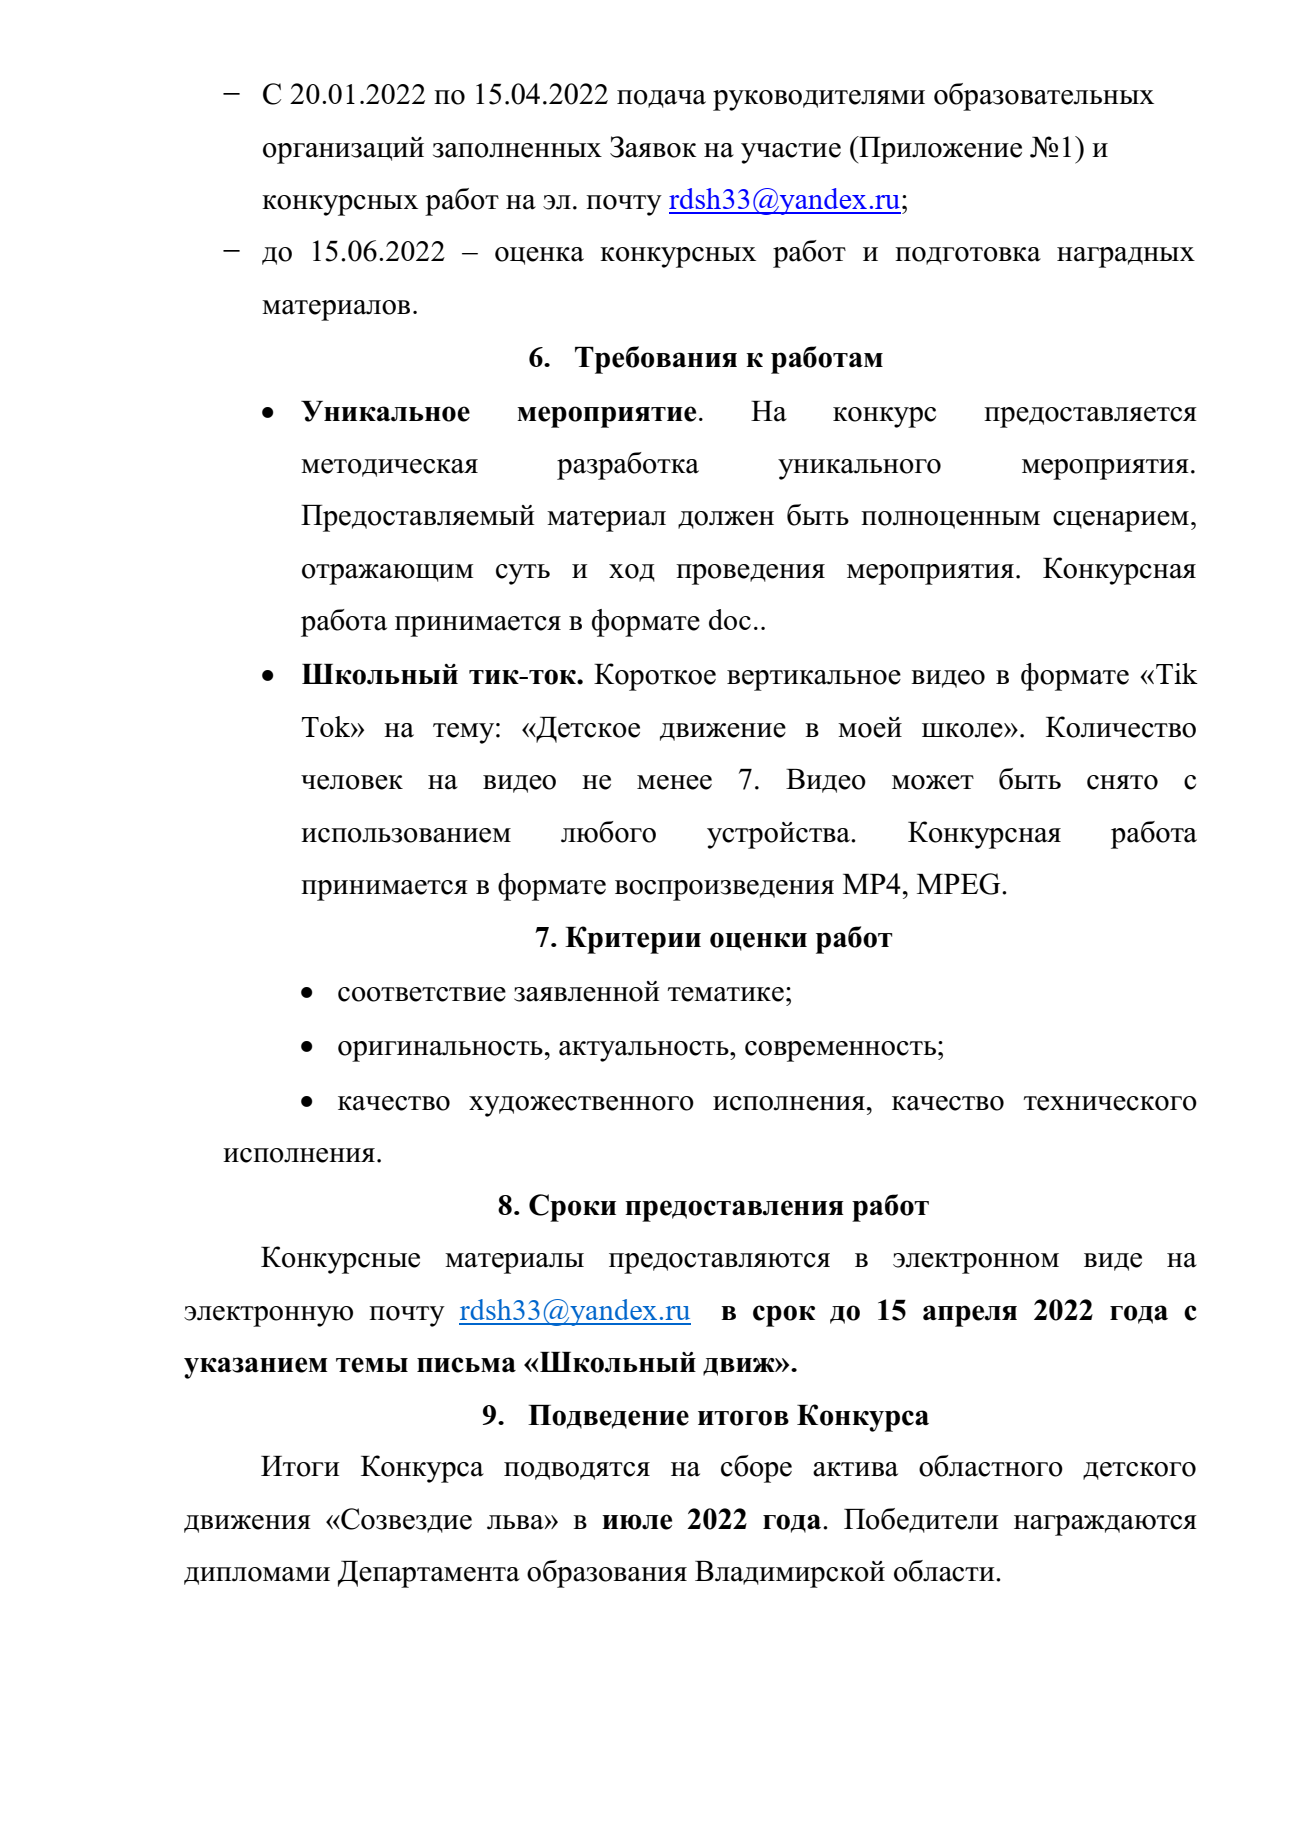 − С 20.01.2022 по 15.04.2022 подача руководителями образовательных
организаций заполненных Заявок на участие (Приложение №1) и
конкурсных работ на эл. почту rdsh33@yandex.ru;
− до 15.06.2022 – оценка конкурсных работ и подготовка наградных
материалов.
6. Требования к работам
• Уникальное мероприятие. На конкурс предоставляется
методическая разработка уникального мероприятия.
Предоставляемый материал должен быть полноценным сценарием,
отражающим суть и ход проведения мероприятия. Конкурсная
работа принимается в формате doc..
• Школьный тик-ток. Короткое вертикальное видео в формате «Tik
Tok» на тему: «Детское движение в моей школе». Количество
человек на видео не менее 7. Видео может быть снято с
использованием любого устройства. Конкурсная работа
принимается в формате воспроизведения MP4, MPEG.
7. Критерии оценки работ
• соответствие заявленной тематике;
• оригинальность, актуальность, современность;
• качество художественного исполнения, качество технического
исполнения.
8. Сроки предоставления работ
Конкурсные материалы предоставляются в электронном виде на
электронную почту rdsh33@yandex.ru в срок до 15 апреля 2022 года с
указанием темы письма «Школьный движ».
9. Подведение итогов Конкурса
Итоги Конкурса подводятся на сборе актива областного детского
движения «Созвездие льва» в июле 2022 года. Победители награждаются
дипломами Департамента образования Владимирской области.